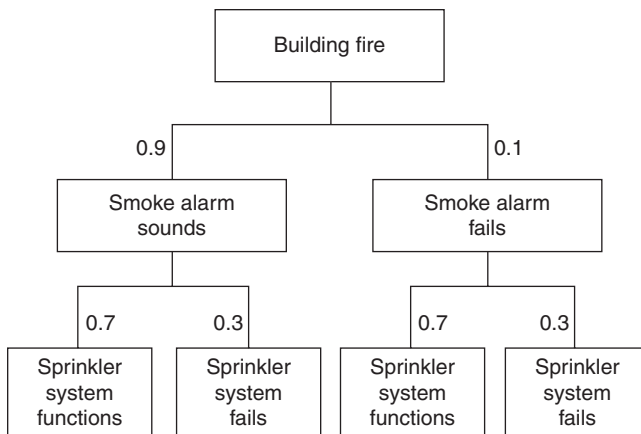 Building fire
0.9
0.1
Smoke alarm
sounds
Smoke alarm
fails
0.7
0.3
0.7
0.3
Sprinkler
system
functions
Sprinkler
system
fails
Sprinkler
system
functions
Sprinkler
system
fails